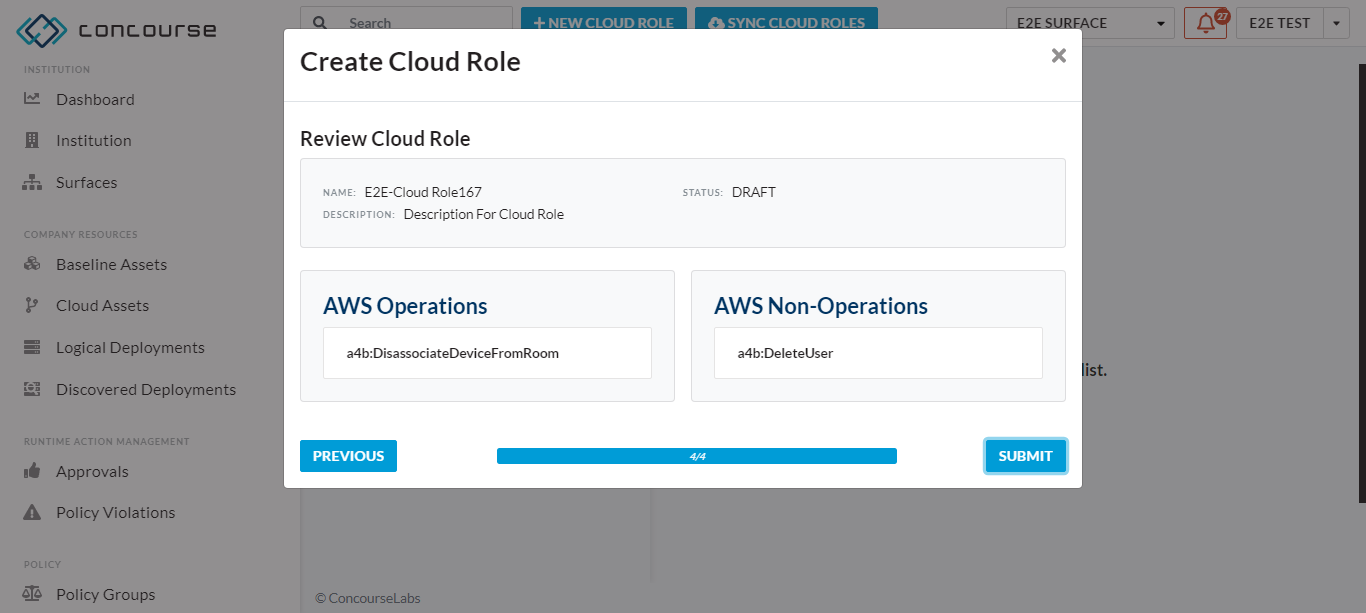 concourse
Search
+ NEW CLOUD ROLE
SYNC CLOUD ROLES
E2E SURFACE
27
E2E TEST
INSTITUTION
Dashboard
Institution
Surfaces
COMPANY RESOURCES
Baseline Assets
Cloud Assets
Logical Deployments
Discovered Deployments
RUNTIME ACTION MANAGEMENT
Approvals
Policy Violations
POLICY
Policy Groups
Create Cloud Role
×
Review Cloud Role
NAME: E2E-Cloud Role167
STATUS: DRAFT
DESCRIPTION: Description For Cloud Role
AWS Operations
a4b:DisassociateDeviceFromRoom
AWS Non-Operations
a4b:DeleteUser
list.
PREVIOUS
4/4
SUBMIT
© ConcourseLabs